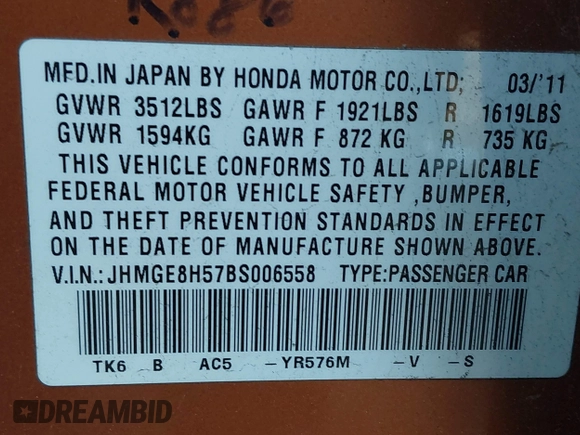 R086
MFD.IN JAPAN BY HONDA MOTOR CO.,LTD; 03/'11
GVWR 3512LBS GAWR F 1921LBS R 1619LBS
GVWR 1594KG GAWR F 872 KG R 735 KG
THIS VEHICLE CONFORMS TO ALL APPLICABLE
FEDERAL MOTOR VEHICLE SAFETY ,BUMPER,
AND THEFT PREVENTION STANDARDS IN EFFECT
ON THE DATE OF MANUFACTURE SHOWN ABOVE.
V.I.N.:JHMGE8H57BS006558 TYPE:PASSENGER CAR
TK6 B AC5 -YR576M -V -S
DREAMBID